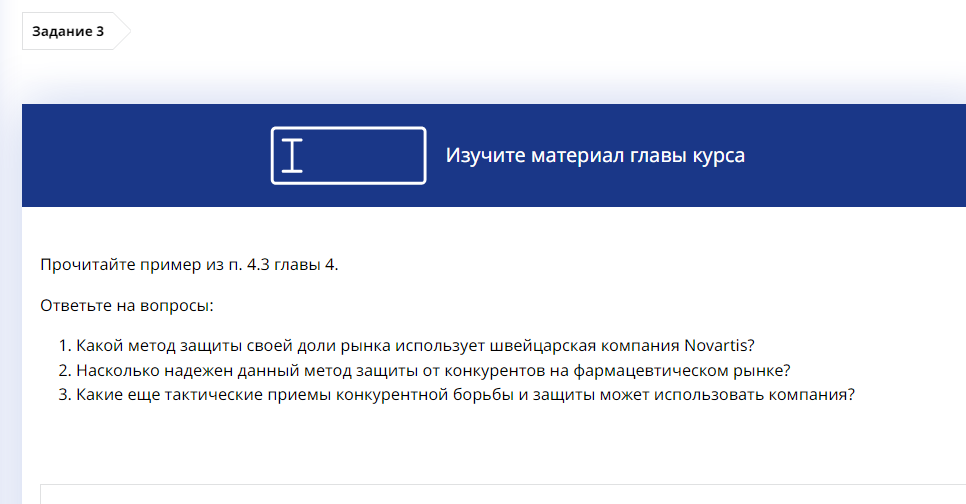 Задание 3
Изучите материал главы курса
Прочитайте пример из п. 4.3 главы 4.
Ответьте на вопросы:
1. Какой метод защиты своей доли рынка использует швейцарская компания Novartis?
2. Насколько надежен данный метод защиты от конкурентов на фармацевтическом рынке?
3. Какие еще тактические приемы конкурентной борьбы и защиты может использовать компания?